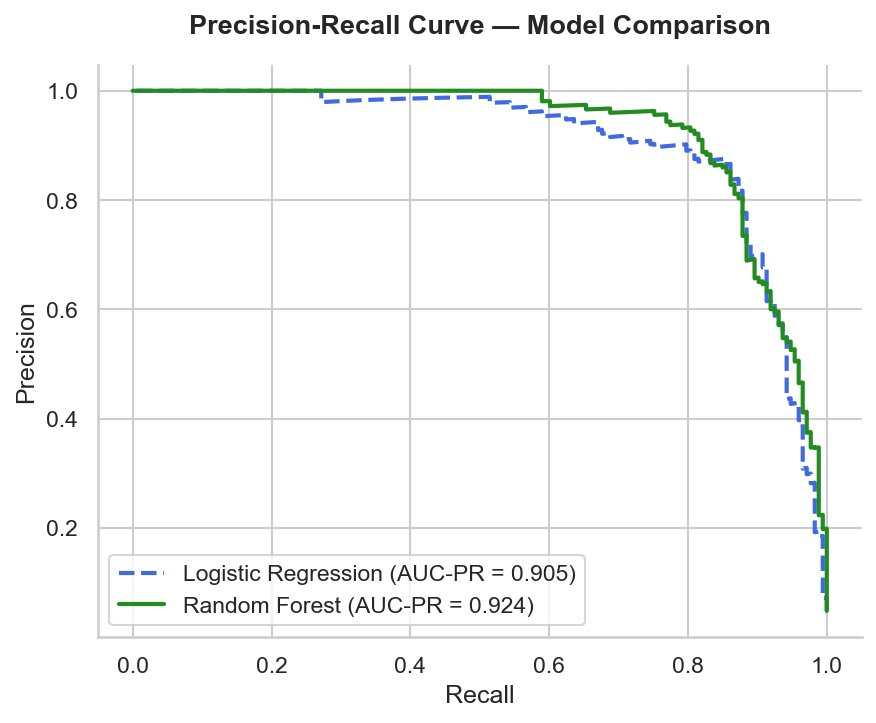 Precision-Recall Curve — Model Comparison
Precision
1.0
0.8
0.6
0.4
0.2
Logistic Regression (AUC-PR = 0.905)
Random Forest (AUC-PR = 0.924)
0.0 0.2 0.4 0.6 0.8 1.0
Recall